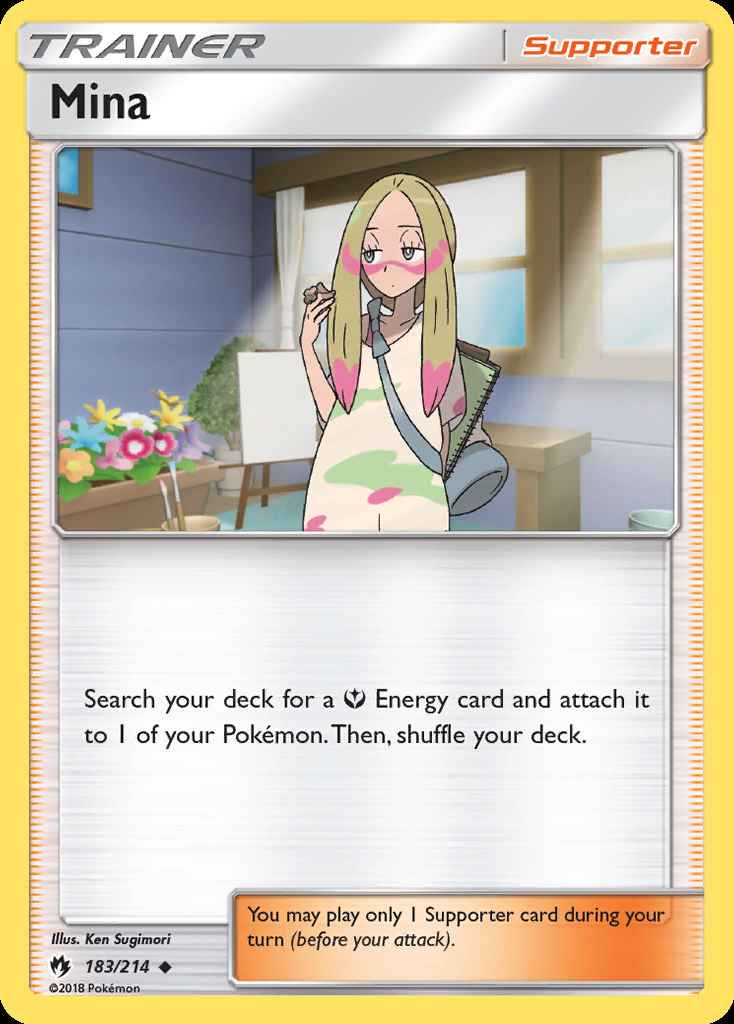 TRAINER
Supporter
Mina
Search your deck for a Energy card and attach it
to 1 of your Pokémon. Then, shuffle your deck.
You may play only 1 Supporter card during your
turn (before your attack).
Illus. Ken Sugimori
183/214
©2018 Pokémon